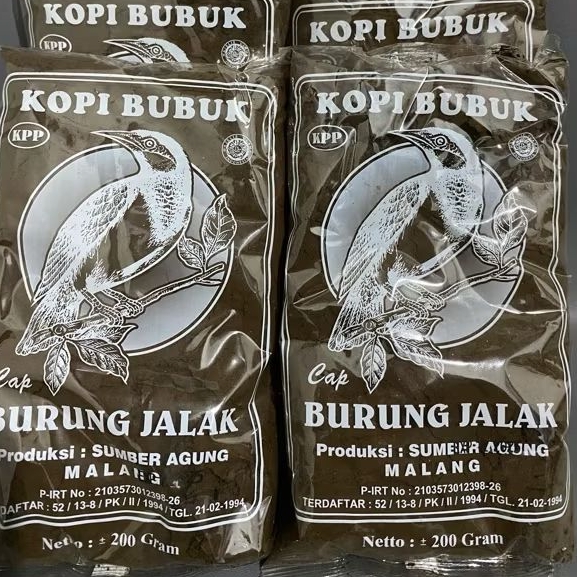 KOPI BUBUK
KPP
KOPI BUBUK
KOPI BUBUK
KPP
Cap
BURUNG JALAK
Produksi : SUMBER AGUNG
MALANG
P-IRT No : 2103573012398-26
DAFTAR : 52 / 13-8 / PK / II / 1994 / TGL. 21-02-1994
Netto : ± 200 Gram
KOPI BUBUK
KPP
Cap
BURUNG JALAK
Produksi : SUMBER AGUNG
MALANG
P-IRT No : 2103573012398-26
TERDAFTAR : 52 / 13-8 / PK / II / 1994 / TGL. 21-02-1994
Netto : ± 200 Gram